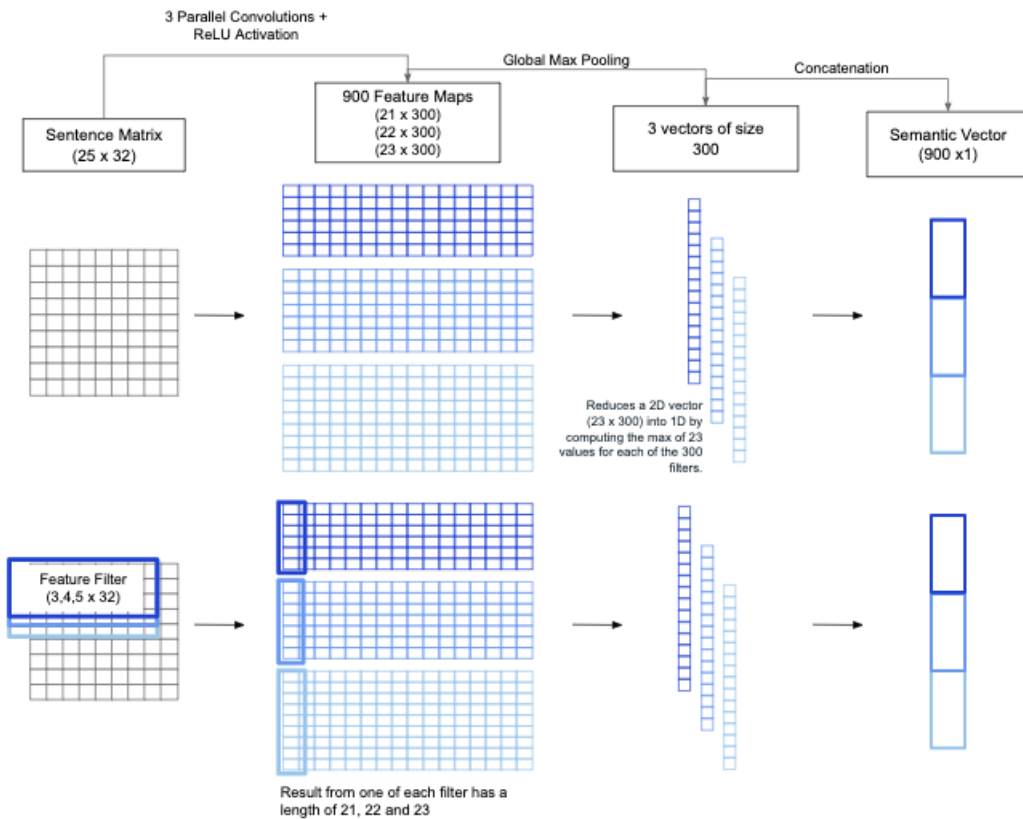 3 Parallel Convolutions +
ReLU Activation
Global Max Pooling
Concatenation
Sentence Matrix
(25 x 32)
900 Feature Maps
(21 x 300)
(22 x 300)
(23 x 300)
3 vectors of size
300
Semantic Vector
(900 x1)
Reduces a 2D vector
(23 x 300) into 1D by
computing the max of 23
values for each of the 300
filters.
Feature Filter
(3,4,5 x 32)
Result from one of each filter has a
length of 21, 22 and 23